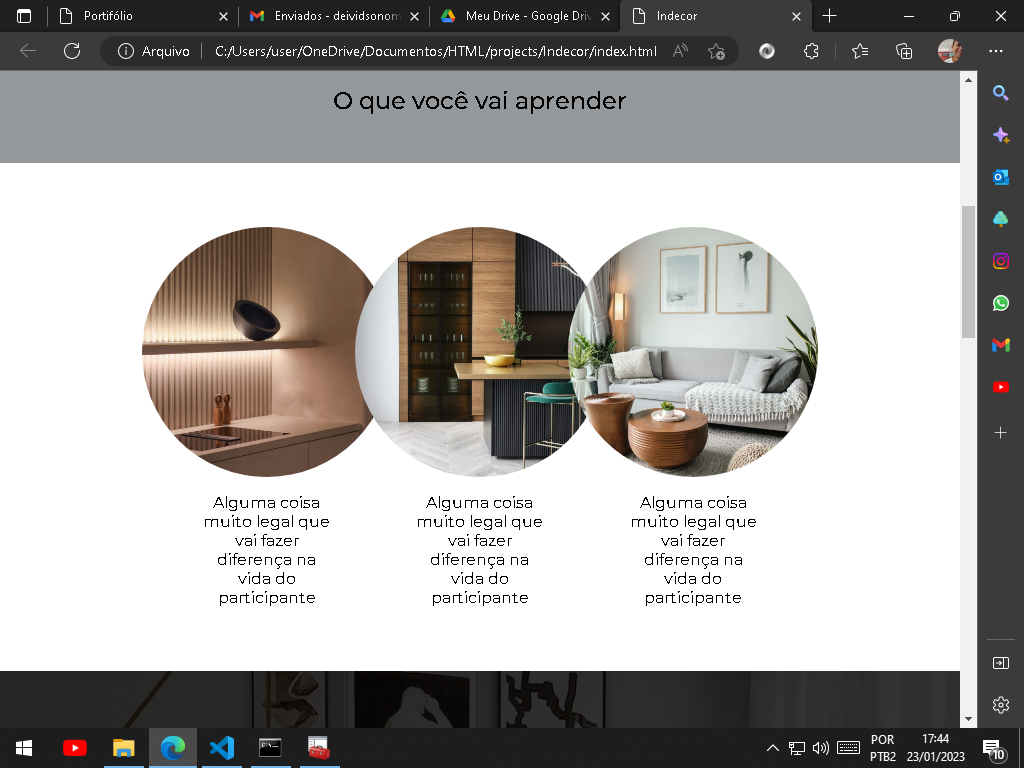 Portifólio
Enviados - deividsonom
Meu Drive - Google Driv
Indecor
Arquivo
C:/Users/user/OneDrive/Documentos/HTML/projects/Indecor/index.html
O que você vai aprender
Alguma coisa
muito legal que
vai fazer
diferença na
vida do
participante
Alguma coisa
muito legal que
vai fazer
diferença na
vida do
participante
Alguma coisa
muito legal que
vai fazer
diferença na
vida do
participante
POR
PTB2
17:44
23/01/2023
10